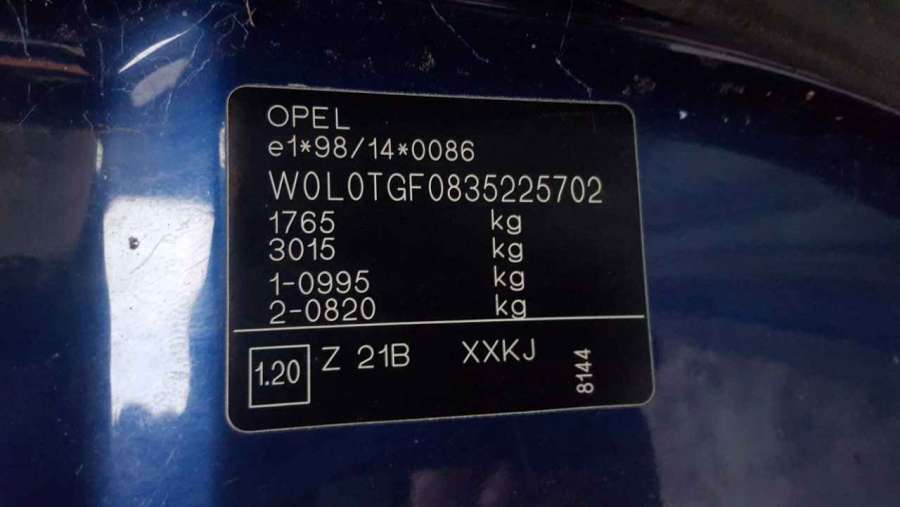 OPEL
e1*98/14*0086
W0L0TGF0835225702
1765 kg
3015 kg
1-0995 kg
2-0820 kg
1.20 Z 21B XXKJ 8144